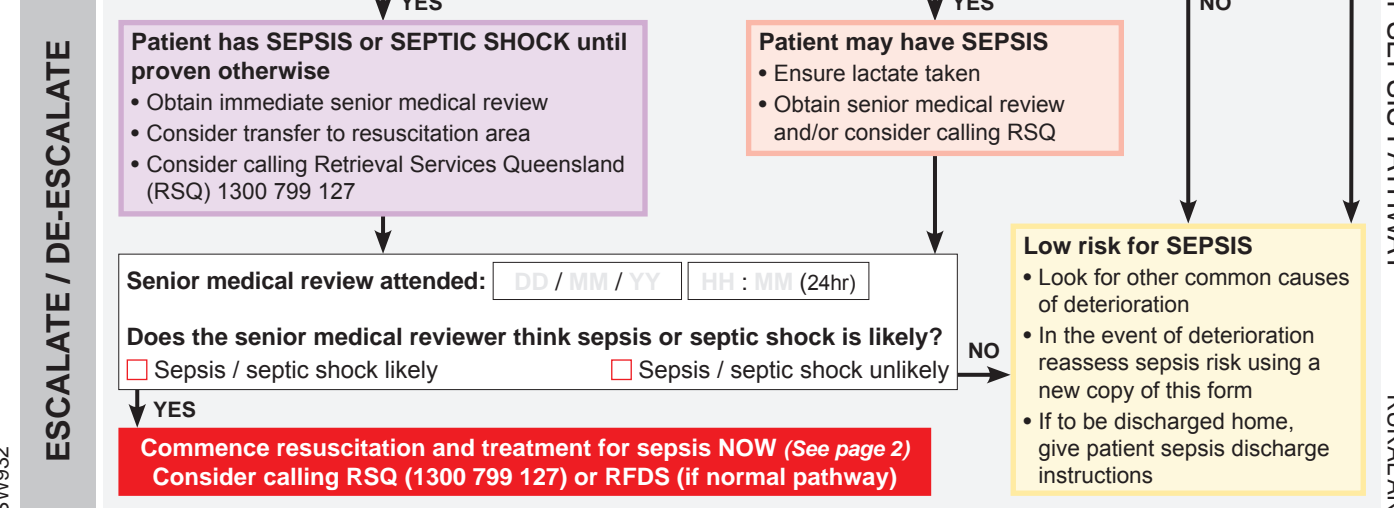 YES
YES
NO
ESCALATE / DE-ESCALATE
Patient has SEPSIS or SEPTIC SHOCK until
proven otherwise
• Obtain immediate senior medical review
• Consider transfer to resuscitation area
• Consider calling Retrieval Services Queensland
(RSQ) 1300 799 127
Patient may have SEPSIS
• Ensure lactate taken
• Obtain senior medical review
and/or consider calling RSQ
Senior medical review attended: DD / MM / YY HH : MM (24hr)
Does the senior medical reviewer think sepsis or septic shock is likely?
Sepsis / septic shock likely
Sepsis / septic shock unlikely
NO
YES
Commence resuscitation and treatment for sepsis NOW (See page 2)
Consider calling RSQ (1300 799 127) or RFDS (if normal pathway)
Low risk for SEPSIS
• Look for other common causes
of deterioration
• In the event of deterioration
reassess sepsis risk using a
new copy of this form
• If to be discharged home,
give patient sepsis discharge
instructions